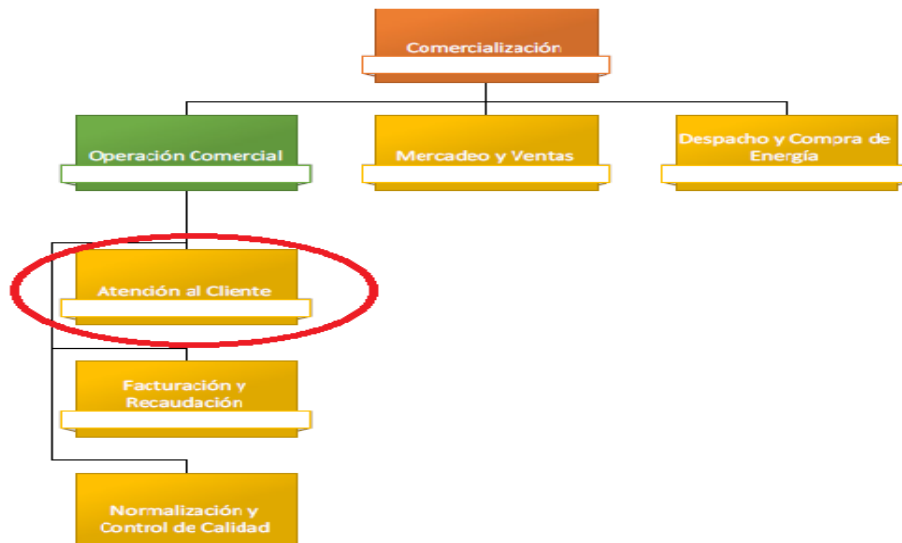 Comercialización
Operación Comercial
Mercadeo y Ventas
Despacho y Compra de
Energía
Atención al Cliente
Facturación y
Recaudación
Normalización y
Control de Calidad